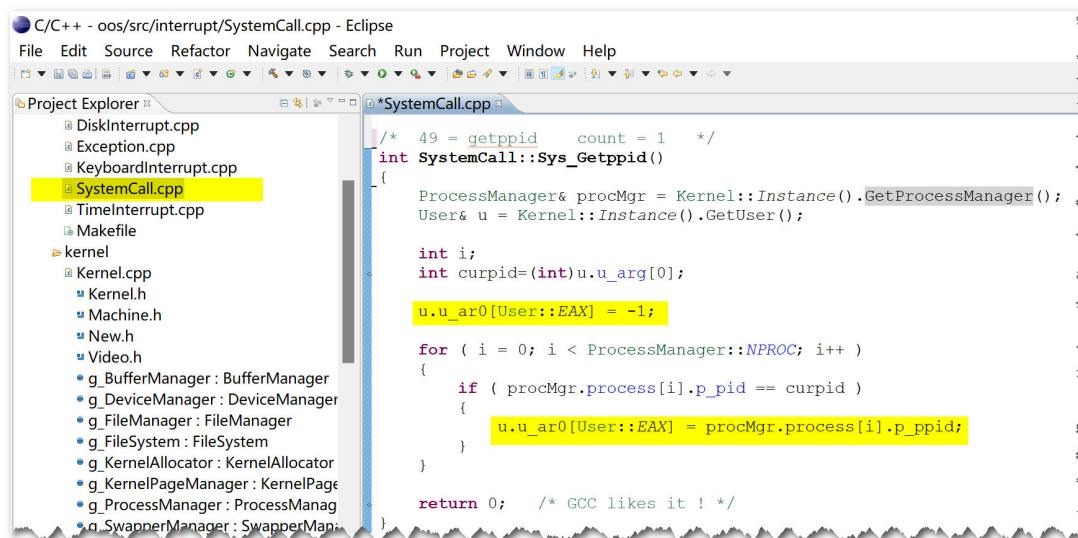 C/C++ - oos/src/interrupt/SystemCall.cpp - Eclipse
File Edit Source Refactor Navigate Search Run Project Window Help
Project Explorer
DiskInterrupt.cpp
Exception.cpp
KeyboardInterrupt.cpp
SystemCall.cpp
TimeInterrupt.cpp
Makefile
kernel
Kernel.cpp
Kernel.h
Machine.h
New.h
Video.h
g_BufferManager : BufferManager
g_DeviceManager : DeviceManager
g_FileManager : FileManager
g_FileSystem : FileSystem
g_KernelAllocator : KernelAllocator
g_KernelPageManager : KernelPage
g_ProcessManager : ProcessManag
g_SwapperManager : SwapperMana
*SystemCall.cpp
/* 49 = getppid count = 1 */
int SystemCall::Sys_Getppid()
{
ProcessManager& procMgr = Kernel::Instance().GetProcessManager();
User& u = Kernel::Instance().GetUser();
int i;
int curpid=(int)u.u_arg[0];
u.u_ar0[User::EAX] = -1;
for ( i = 0; i < ProcessManager::NPROC; i++ )
{
if ( procMgr.process[i].p_pid == curpid )
{
u.u_ar0[User::EAX] = procMgr.process[i].p_ppid;
}
}
return 0; /* GCC likes it ! */
}